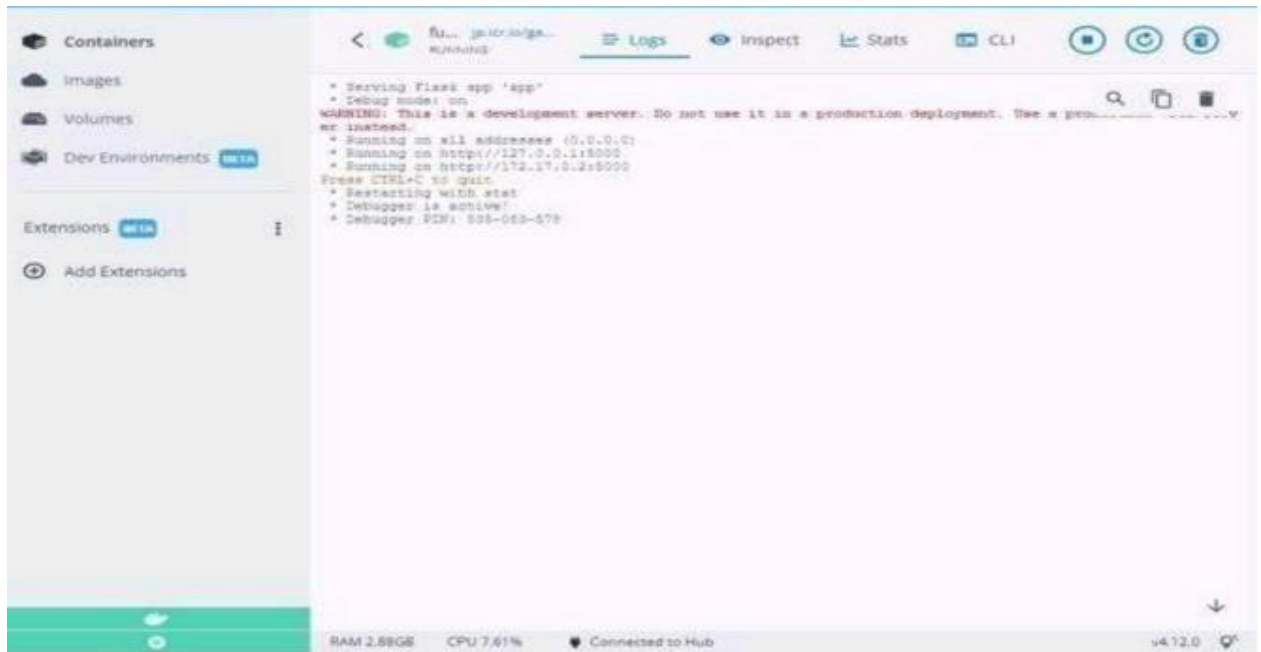 Containers
Images
Volumes
Dev Environments BETA
Extensions BETA
Add Extensions
fu...
RUNNING
Logs
Inspect
Stats
CLI
* Serving Flask app 'app'
* Debug mode: on
WARNING: This is a development server. Do not use it in a production deployment. Use a
er instead.
* Running on all addresses (0.0.0.0)
* Running on http://127.0.0.1:5000
* Running on http://172.17.0.2:5000
Press CTRL+C to quit
* Restarting with stat
* Debugger is active!
* Debugger PIN:
RAM 2.88GB CPU 7.61% Connected to Hub v4.12.0